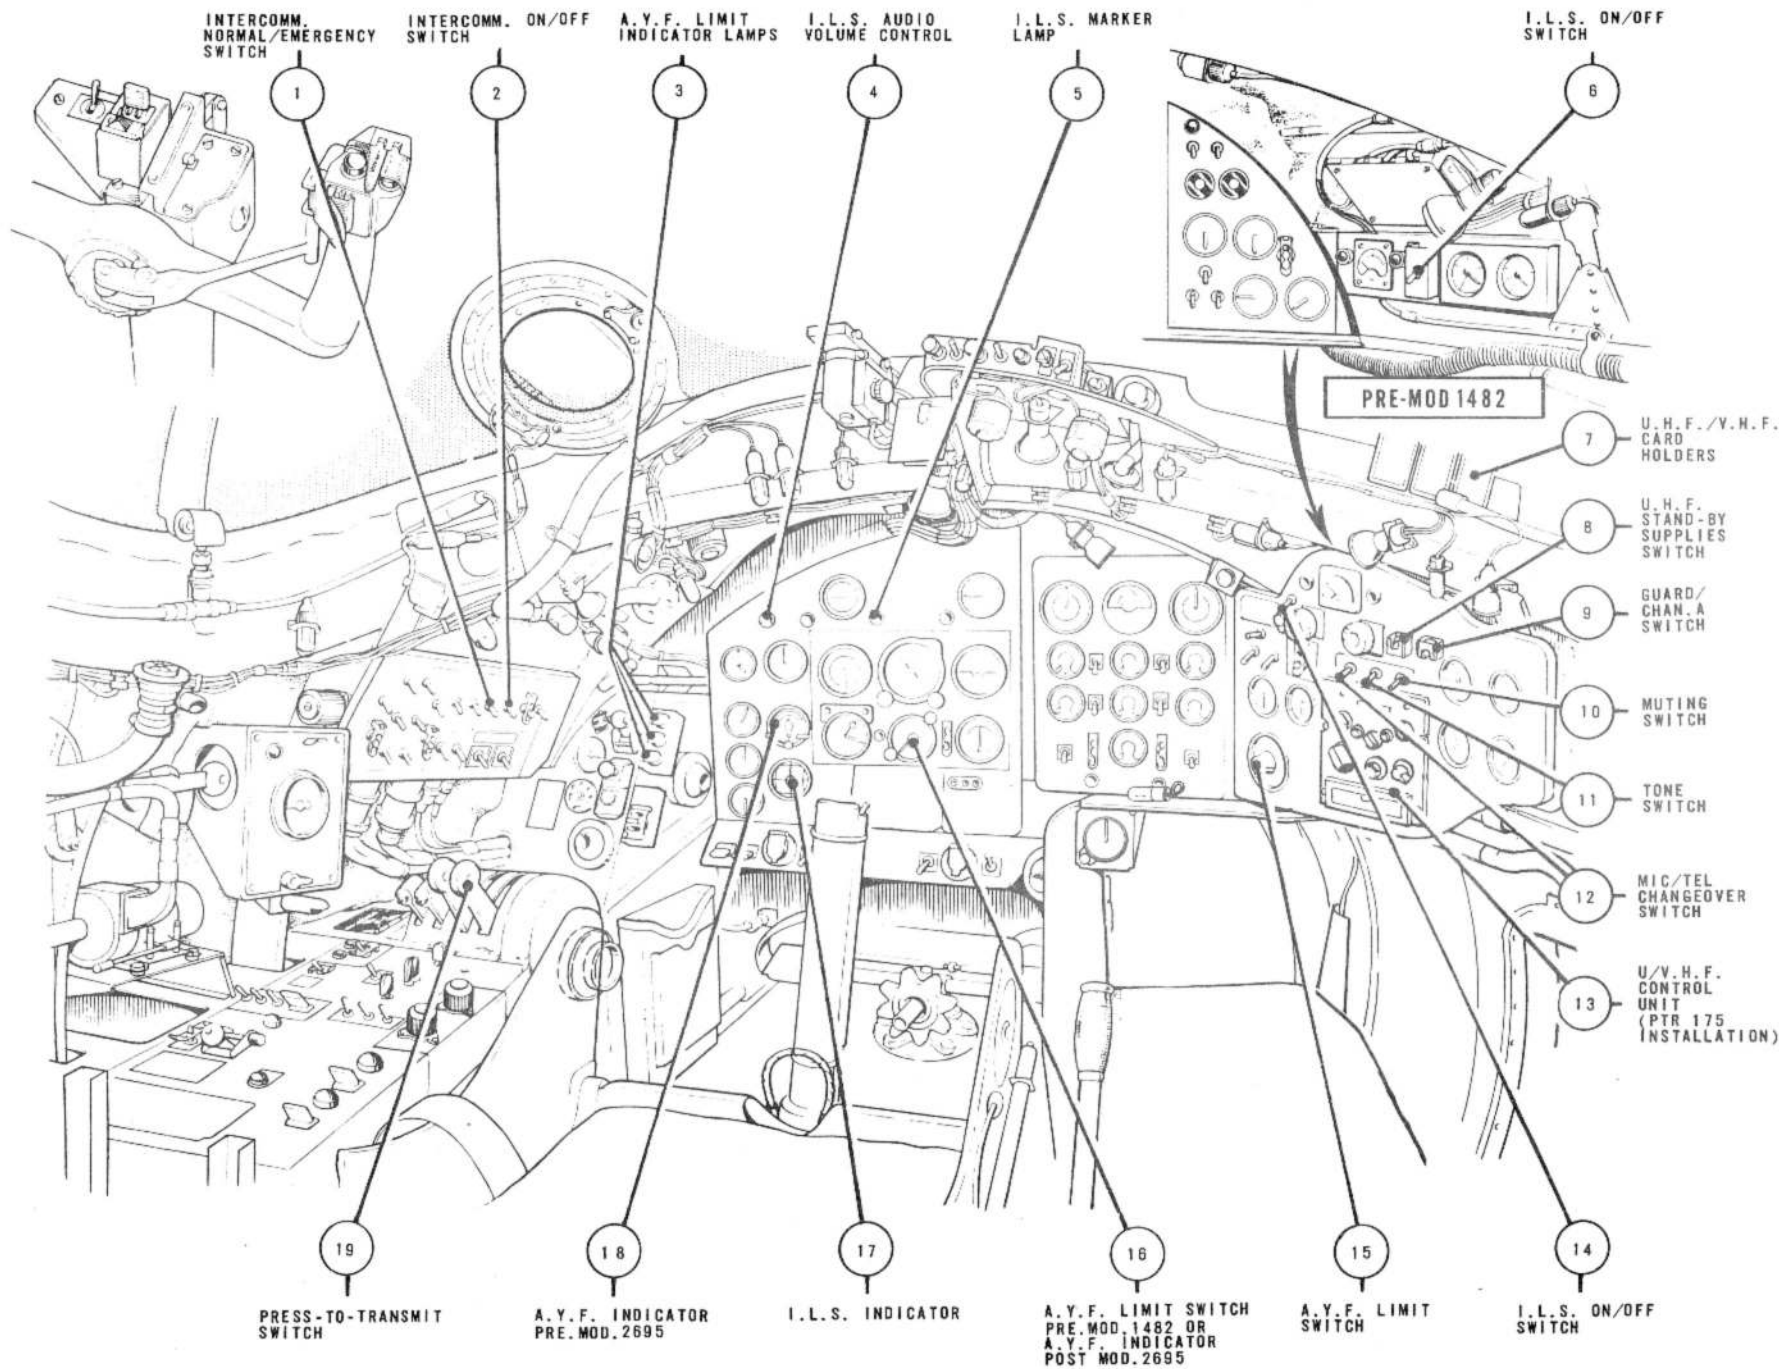 INTERCOMM.
NORMAL/EMERGENCY
SWITCH
INTERCOMM. ON/OFF
SWITCH
A.Y.F. LIMIT
INDICATOR LAMPS
I.L.S. AUDIO
VOLUME CONTROL
I.L.S. MARKER
LAMP
I.L.S. ON/OFF
SWITCH
1
2
3
4
5
6
PRE-MOD 1482
7
U.H.F./V.H.F.
CARD
HOLDERS
8
U.H.F.
STAND-BY
SUPPLIES
SWITCH
9
GUARD/
CHAN.A
SWITCH
10
MUTING
SWITCH
11
TONE
SWITCH
12
MIC/TEL
CHANGEOVER
SWITCH
13
U/V.H.F.
CONTROL
UNIT
(PTR 175
INSTALLATION)
19
18
17
16
15
14
PRESS-TO-TRANSMIT
SWITCH
A.Y.F. INDICATOR
PRE.MOD.2695
I.L.S. INDICATOR
A.Y.F. LIMIT SWITCH
PRE.MOD.1482 OR
A.Y.F. INDICATOR
POST MOD.2695
A.Y.F. LIMIT
SWITCH
I.L.S. ON/OFF
SWITCH